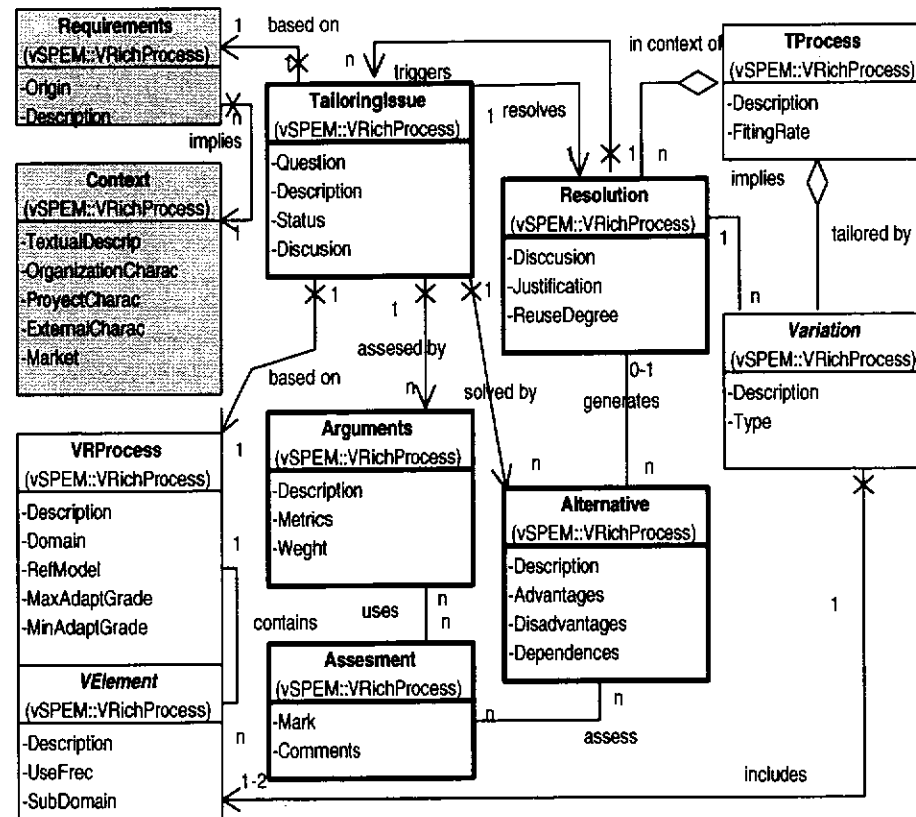 Requirements
(vSPEM::VRichProcess)
-Origin
-Description
1
based on
n
implies
Context
(vSPEM::VRichProcess)
-TextualDescrip
-OrganizationCharac
-ProyectCharac
-ExternalCharac
-Market
1
n
triggers
TailoringIssue
(vSPEM::VRichProcess)
-Question
-Description
-Status
-Discusion
1
resolves
1
in context of
n
TProcess
(vSPEM::VRichProcess)
-Description
-FitingRate
implies
tailored by
Resolution
(vSPEM::VRichProcess)
-Disccusion
-Justification
-ReuseDegree
1
n
Variation
(vSPEM::VRichProcess)
-Description
-Type
1
based on
1
assesed by
n
1
solved by
n
0-1
generates
n
VRProcess
(vSPEM::VRichProcess)
-Description
-Domain
-RefModel
-MaxAdaptGrade
-MinAdaptGrade
1
1
contains
n
VElement
(vSPEM::VRichProcess)
-Description
-UseFrec
-SubDomain
Arguments
(vSPEM::VRichProcess)
-Description
-Metrics
-Weght
uses
n
n
Assesment
(vSPEM::VRichProcess)
-Mark
-Comments
Alternative
(vSPEM::VRichProcess)
-Description
-Advantages
-Disadvantages
-Dependences
n
n
assess
1
1-2
includes